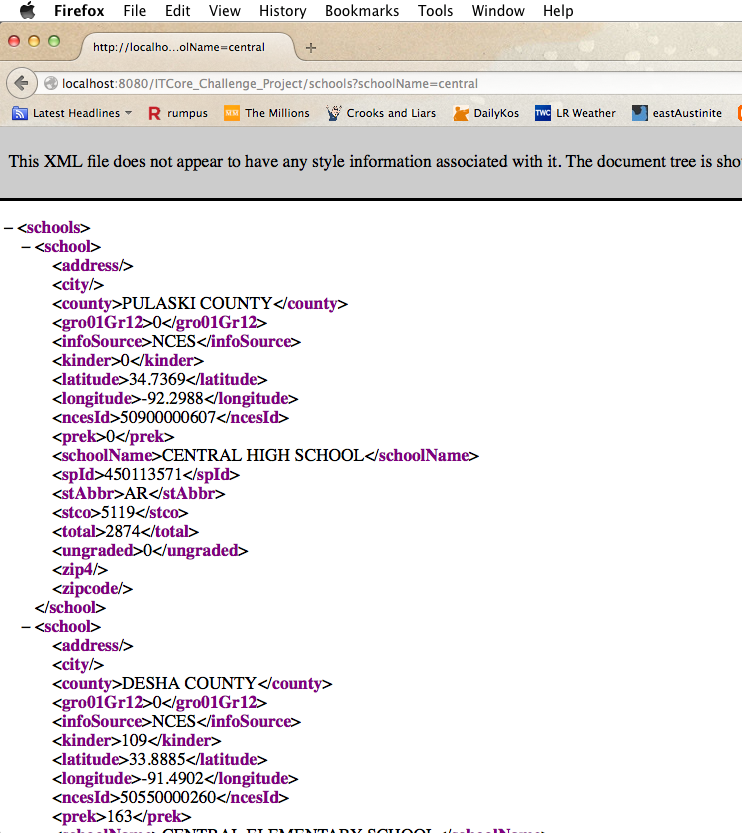 Firefox File Edit View History Bookmarks Tools Window Help
http://localho...olName=central
localhost:8080/ITCore_Challenge_Project/schools?schoolName=central
Latest Headlines R rumpus MM The Millions Crooks and Liars DailyKos TWC LR Weather eastAustinite
This XML file does not appear to have any style information associated with it. The document tree is sho
– <schools>
– <school>
<address/>
<city/>
<county>PULASKI COUNTY</county>
<gro01Gr12>0</gro01Gr12>
<infoSource>NCES</infoSource>
<kinder>0</kinder>
<latitude>34.7369</latitude>
<longitude>-92.2988</longitude>
<ncesId>50900000607</ncesId>
<prek>0</prek>
<schoolName>CENTRAL HIGH SCHOOL</schoolName>
<spId>450113571</spId>
<stAbbr>AR</stAbbr>
<stco>5119</stco>
<total>2874</total>
<ungraded>0</ungraded>
<zip4/>
<zipcode/>
</school>
– <school>
<address/>
<city/>
<county>DESHA COUNTY</county>
<gro01Gr12>0</gro01Gr12>
<infoSource>NCES</infoSource>
<kinder>109</kinder>
<latitude>33.8885</latitude>
<longitude>-91.4902</longitude>
<ncesId>50550000260</ncesId>
<prek>163</prek>
<schoolName>CENTRAL ELEMENTARY SCHOOL</schoolName>